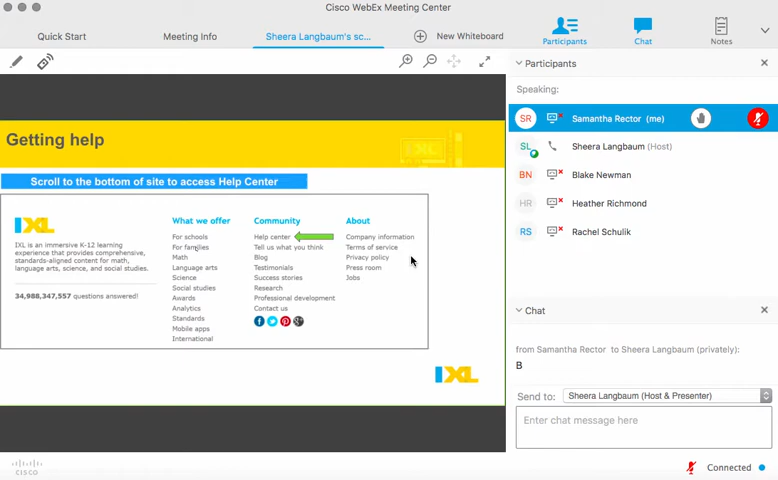 Cisco WebEx Meeting Center
Quick Start
Meeting Info
Sheera Langbaum's sc...
New Whiteboard
Participants
Chat
Notes
Getting help
Scroll to the bottom of site to access Help Center
IXL
IXL is an immersive K-12 learning
experience that provides comprehensive,
standards-aligned content for math,
language arts, science, and social studies.
34,988,347,557 questions answered!
What we offer
For schools
For families
Math
Language arts
Science
Social studies
Awards
Analytics
Standards
Mobile apps
International
Community
Help center
Tell us what you think
Blog
Testimonials
Success stories
Research
Professional development
Contact us
About
Company information
Terms of service
Privacy policy
Press room
Jobs
IXL
Participants
Speaking:
SR Samantha Rector (me)
SL Sheera Langbaum (Host)
BN Blake Newman
HR Heather Richmond
RS Rachel Schulik
Chat
from Samantha Rector to Sheera Langbaum (privately):
B
Send to: Sheera Langbaum (Host & Presenter)
Enter chat message here
CISCO
Connected